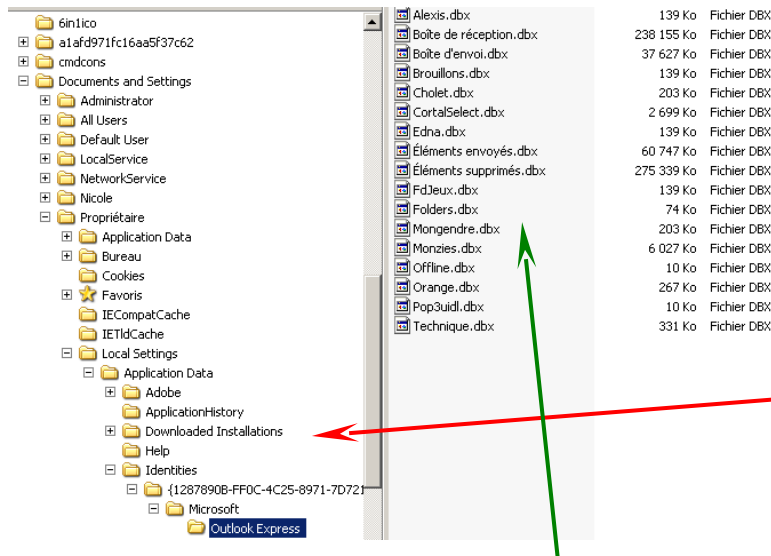 6in1ico
a1afd971fc16aa5f37c62
cmdcons
Documents and Settings
Administrator
All Users
Default User
LocalService
NetworkService
Nicole
Propriétaire
Application Data
Bureau
Cookies
Favoris
IECompatCache
IETldCache
Local Settings
Application Data
Adobe
ApplicationHistory
Downloaded Installations
Help
Identities
{1287890B-FF0C-4C25-8971-7D721
Microsoft
Outlook Express
Alexis.dbx 139 Ko Fichier DBX
Boîte de réception.dbx 238 155 Ko Fichier DBX
Boîte d'envoi.dbx 37 627 Ko Fichier DBX
Brouillons.dbx 139 Ko Fichier DBX
Cholet.dbx 203 Ko Fichier DBX
CortalSelect.dbx 2 699 Ko Fichier DBX
Edna.dbx 139 Ko Fichier DBX
Éléments envoyés.dbx 60 747 Ko Fichier DBX
Éléments supprimés.dbx 275 339 Ko Fichier DBX
FdJeux.dbx 139 Ko Fichier DBX
Folders.dbx 74 Ko Fichier DBX
Mongendre.dbx 203 Ko Fichier DBX
Monzies.dbx 6 027 Ko Fichier DBX
Offline.dbx 10 Ko Fichier DBX
Orange.dbx 267 Ko Fichier DBX
Pop3uidl.dbx 10 Ko Fichier DBX
Technique.dbx 331 Ko Fichier DBX